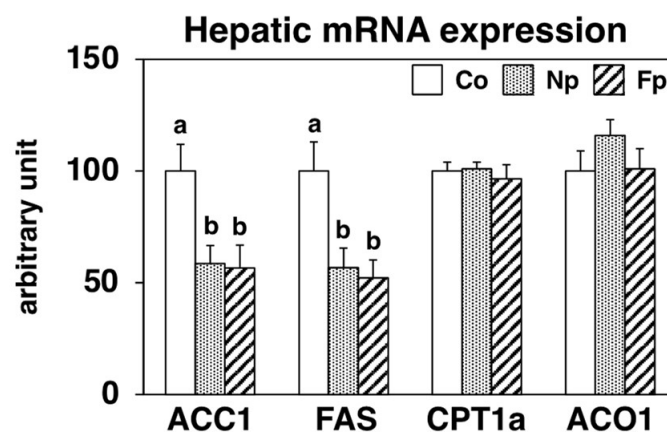 Hepatic mRNA expression
150
Co Np Fp
a a
100
arbitrary unit
b b b b
50
0
ACC1 FAS CPT1a ACO1